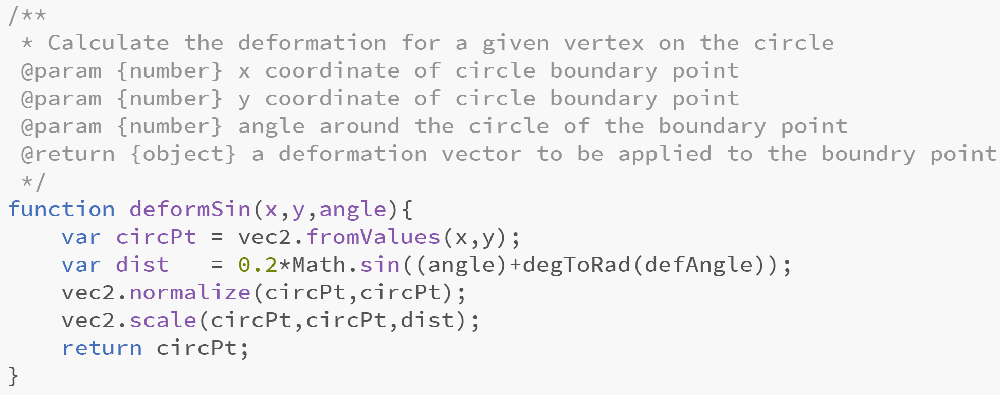 /**
 * Calculate the deformation for a given vertex on the circle
 @param {number} x coordinate of circle boundary point
 @param {number} y coordinate of circle boundary point
 @param {number} angle around the circle of the boundary point
 @return {object} a deformation vector to be applied to the boundry point
 */
function deformSin(x,y,angle){
    var circPt = vec2.fromValues(x,y);
    var dist   = 0.2*Math.sin((angle)+degToRad(defAngle));
    vec2.normalize(circPt,circPt);
    vec2.scale(circPt,circPt,dist);
    return circPt;
}